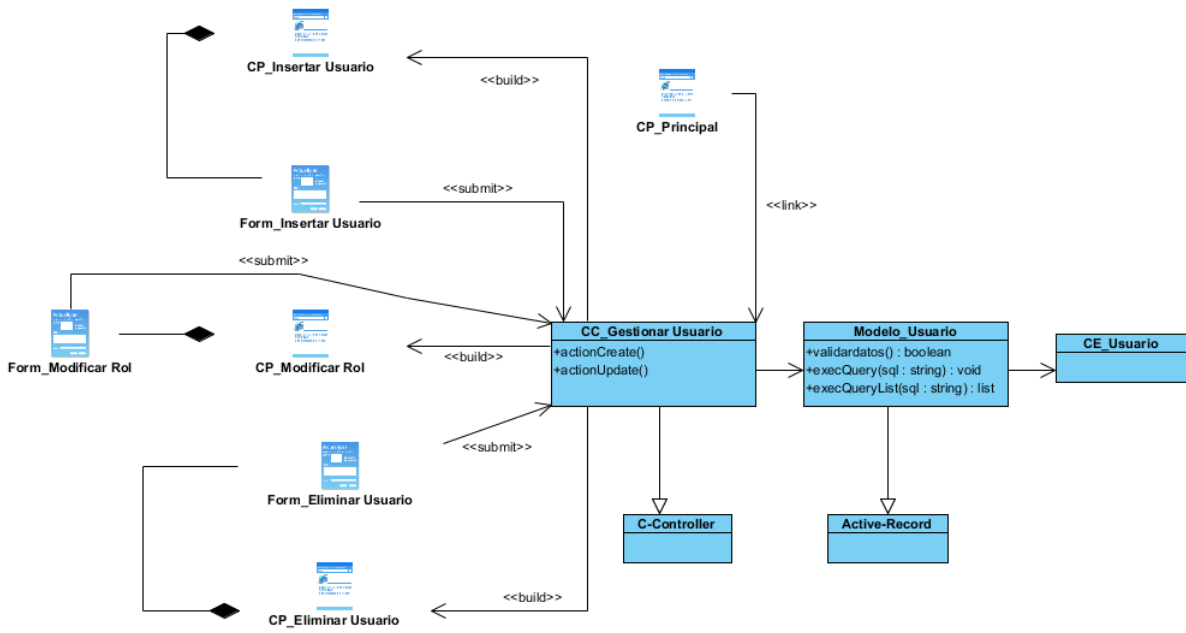 CP_Insertar Usuario
<<build>>
CP_Principal
Form_Insertar Usuario
<<submit>>
<<link>>
<<submit>>
Form_Modificar Rol
CP_Modificar Rol
<<build>>
CC_Gestionar Usuario
+actionCreate()
+actionUpdate()
Modelo_Usuario
+validardatos() : boolean
+execQuery(sql : string) : void
+execQueryList(sql : string) : list
CE_Usuario
<<submit>>
Form_Eliminar Usuario
C-Controller
Active-Record
<<build>>
CP_Eliminar Usuario